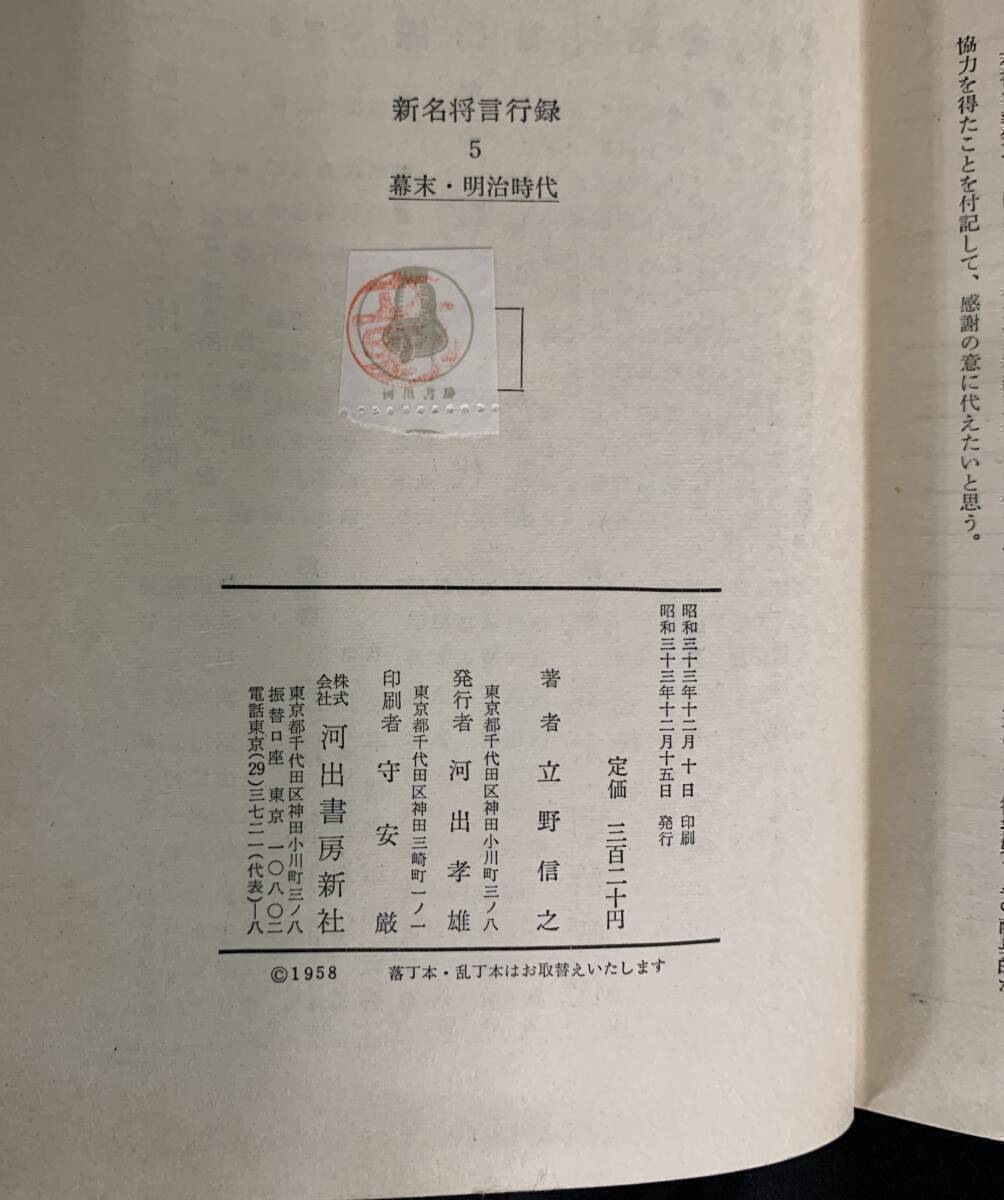 新名将言行録
5
幕末・明治時代
河出書房
昭和三十三年十二月十日 印刷
昭和三十三年十二月十五日 発行
定価 三百二十円
著者 立野信之
東京都千代田区神田小川町三ノ八
発行者 河出孝雄
東京都千代田区神田三崎町一ノ一
印刷者 守安巌
株式会社 河出書房新社
東京都千代田区神田小川町三ノ八
振替口座 東京 一〇八〇二
電話東京(29)三七二一(代表)―八
©1958 落丁本・乱丁本はお取替えいたします
協力を得たことを付記して、感謝の意に代えたいと思う。